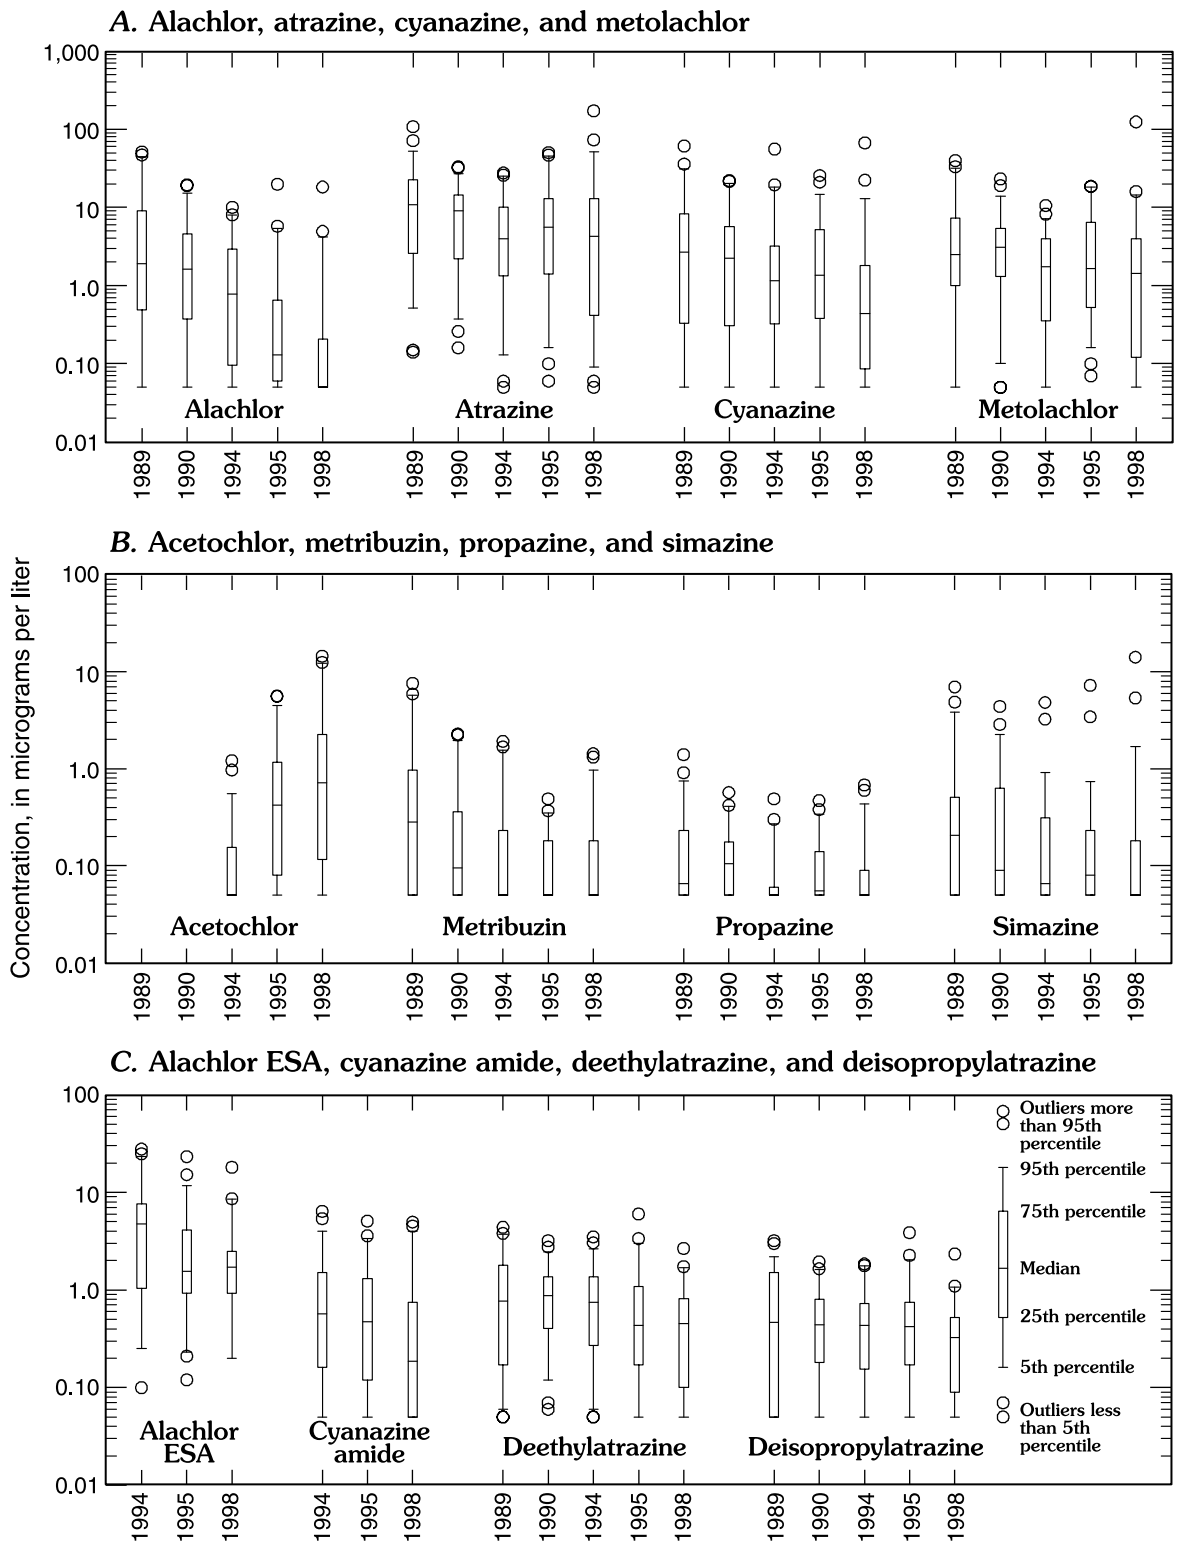 A. Alachlor, atrazine, cyanazine, and metolachlor
1,000
100
10
1.0
0.10
0.01
Alachlor Atrazine Cyanazine Metolachlor
1989 1990 1994 1995 1998 1989 1990 1994 1995 1998 1989 1990 1994 1995 1998 1989 1990 1994 1995 1998
Concentration, in micrograms per liter
B. Acetochlor, metribuzin, propazine, and simazine
100
10
1.0
0.10
0.01
Acetochlor Metribuzin Propazine Simazine
1989 1990 1994 1995 1998 1989 1990 1994 1995 1998 1989 1990 1994 1995 1998 1989 1990 1994 1995 1998
C. Alachlor ESA, cyanazine amide, deethylatrazine, and deisopropylatrazine
100
10
1.0
0.10
0.01
Outliers more
than 95th
percentile
95th percentile
75th percentile
Median
25th percentile
5th percentile
Outliers less
than 5th
percentile
Alachlor
ESA
Cyanazine
amide
Deethylatrazine
Deisopropylatrazine
1994 1995 1998 1994 1995 1998 1989 1990 1994 1995 1998 1989 1990 1994 1995 1998